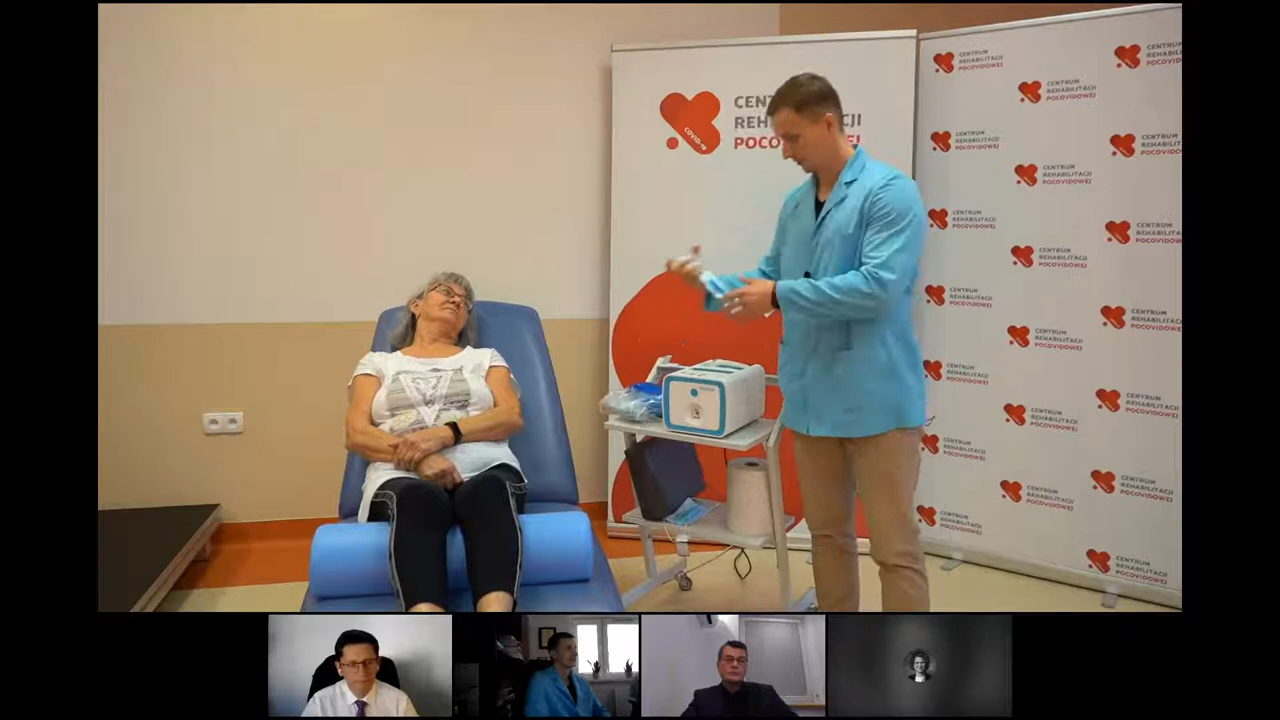 COVID-19
CENTRUM
REHABILITACJI
POCOVIDOWEJ
CENTRUM
REHABILITACJI
POCOVIDOWEJ